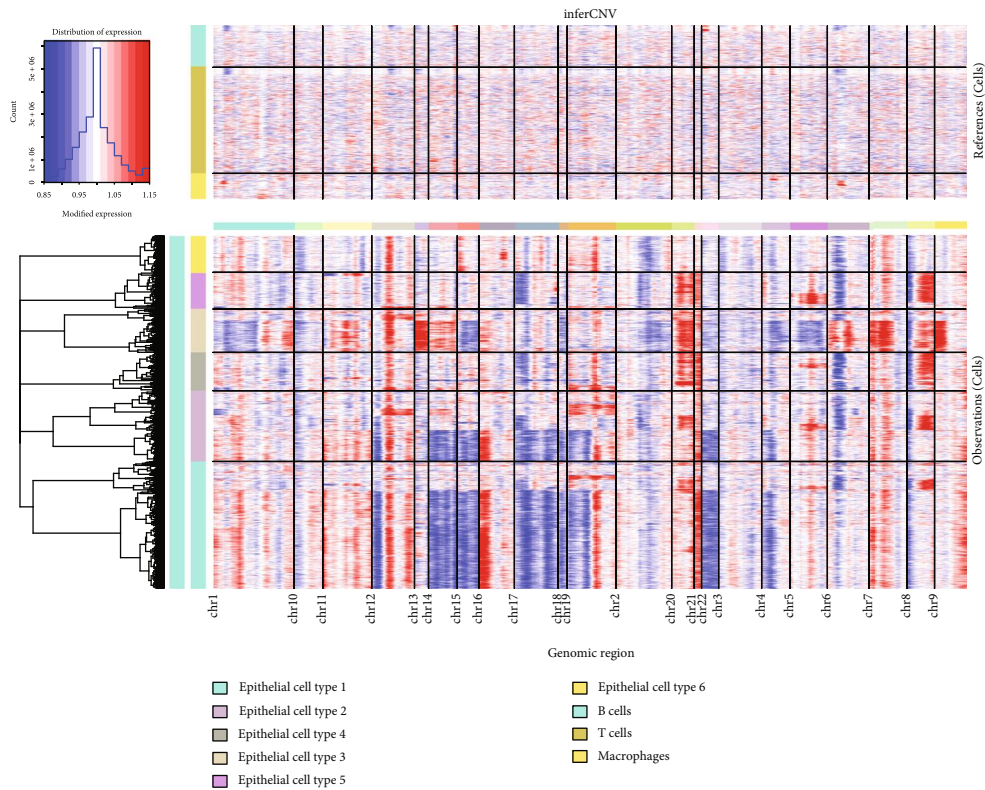 inferCNV
Distribution of expression
Count
5e + 06
3e + 06
1e + 06
0
0.85
0.95
1.05
1.15
Modified expression
References (Cells)
Observations (Cells)
chr1
chr10
chr11
chr12
chr13
chr14
chr15
chr16
chr17
chr18
chr19
chr2
chr20
chr21
chr22
chr3
chr4
chr5
chr6
chr7
chr8
chr9
Genomic region
Epithelial cell type 1
Epithelial cell type 2
Epithelial cell type 4
Epithelial cell type 3
Epithelial cell type 5
Epithelial cell type 6
B cells
T cells
Macrophages